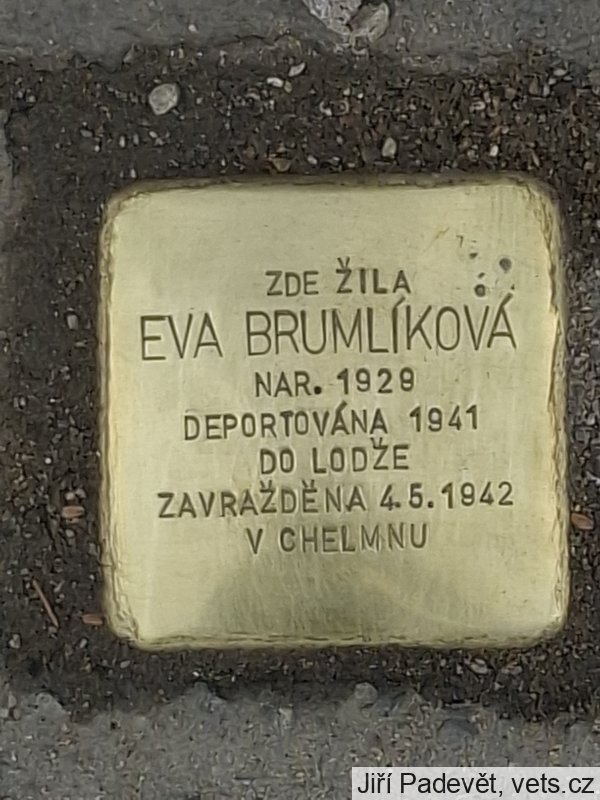 ZDE ŽILA
EVA BRUMLÍKOVÁ
NAR. 1929
DEPORTOVÁNA 1941
DO LODŽE
ZAVRAŽDĚNA 4.5.1942
V CHELMNU
Jiří Padevět, vets.cz